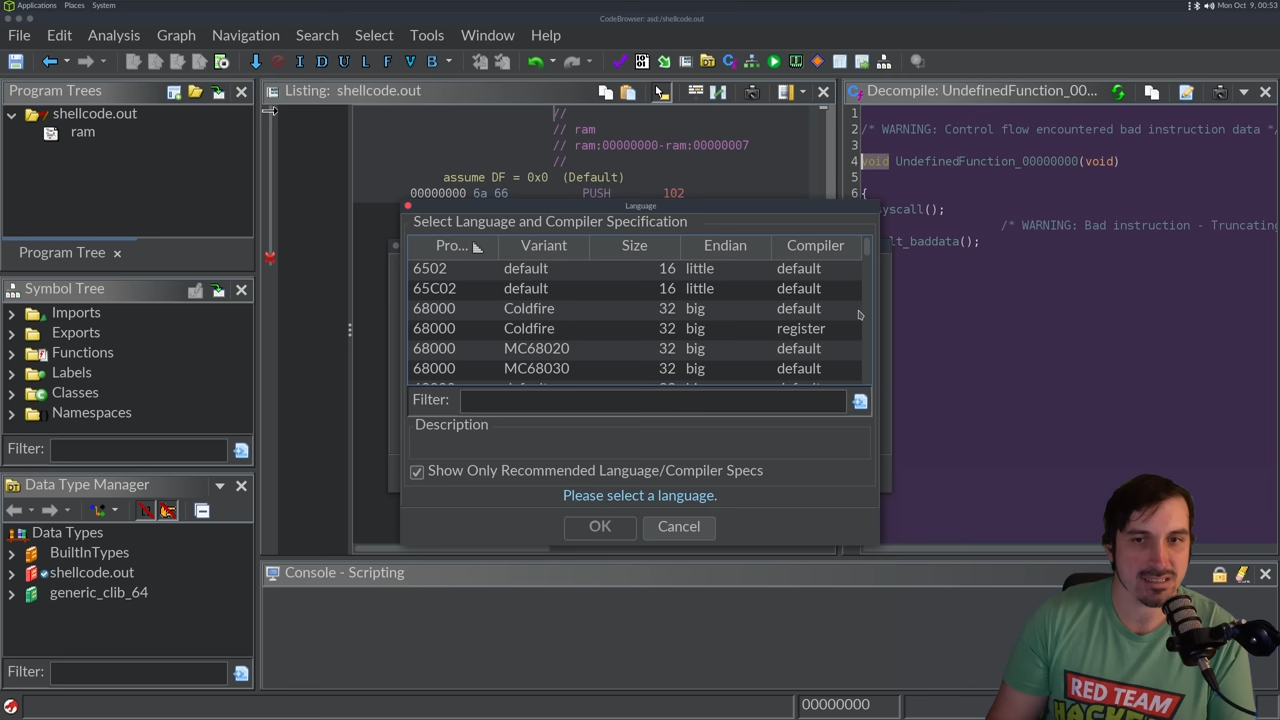 Applications Places System
Mon Oct 9, 00:53
CodeBrowser: asd:/shellcode.out
File Edit Analysis Graph Navigation Search Select Tools Window Help
I D U L F V B
Program Trees
shellcode.out
ram
Program Tree ×
Symbol Tree
Imports
Exports
Functions
Labels
Classes
Namespaces
Filter:
Data Type Manager
Data Types
BuiltInTypes
shellcode.out
generic_clib_64
Filter:
Listing: shellcode.out
//
// ram
// ram:00000000-ram:00000007
//
assume DF = 0x0 (Default)
00000000 6a 66 PUSH 102
Decompile: UndefinedFunction_00...
1
2 /* WARNING: Control flow encountered bad instruction data */
3
4 void UndefinedFunction_00000000(void)
5
6 {
yscall();
/* WARNING: Bad instruction - Truncating
lt_baddata();
Language
Select Language and Compiler Specification
Pro... Variant Size Endian Compiler
6502 default 16 little default
65C02 default 16 little default
68000 Coldfire 32 big default
68000 Coldfire 32 big register
68000 MC68020 32 big default
68000 MC68030 32 big default
Filter:
Description
Show Only Recommended Language/Compiler Specs
Please select a language.
OK Cancel
Console - Scripting
00000000
RED TEAM